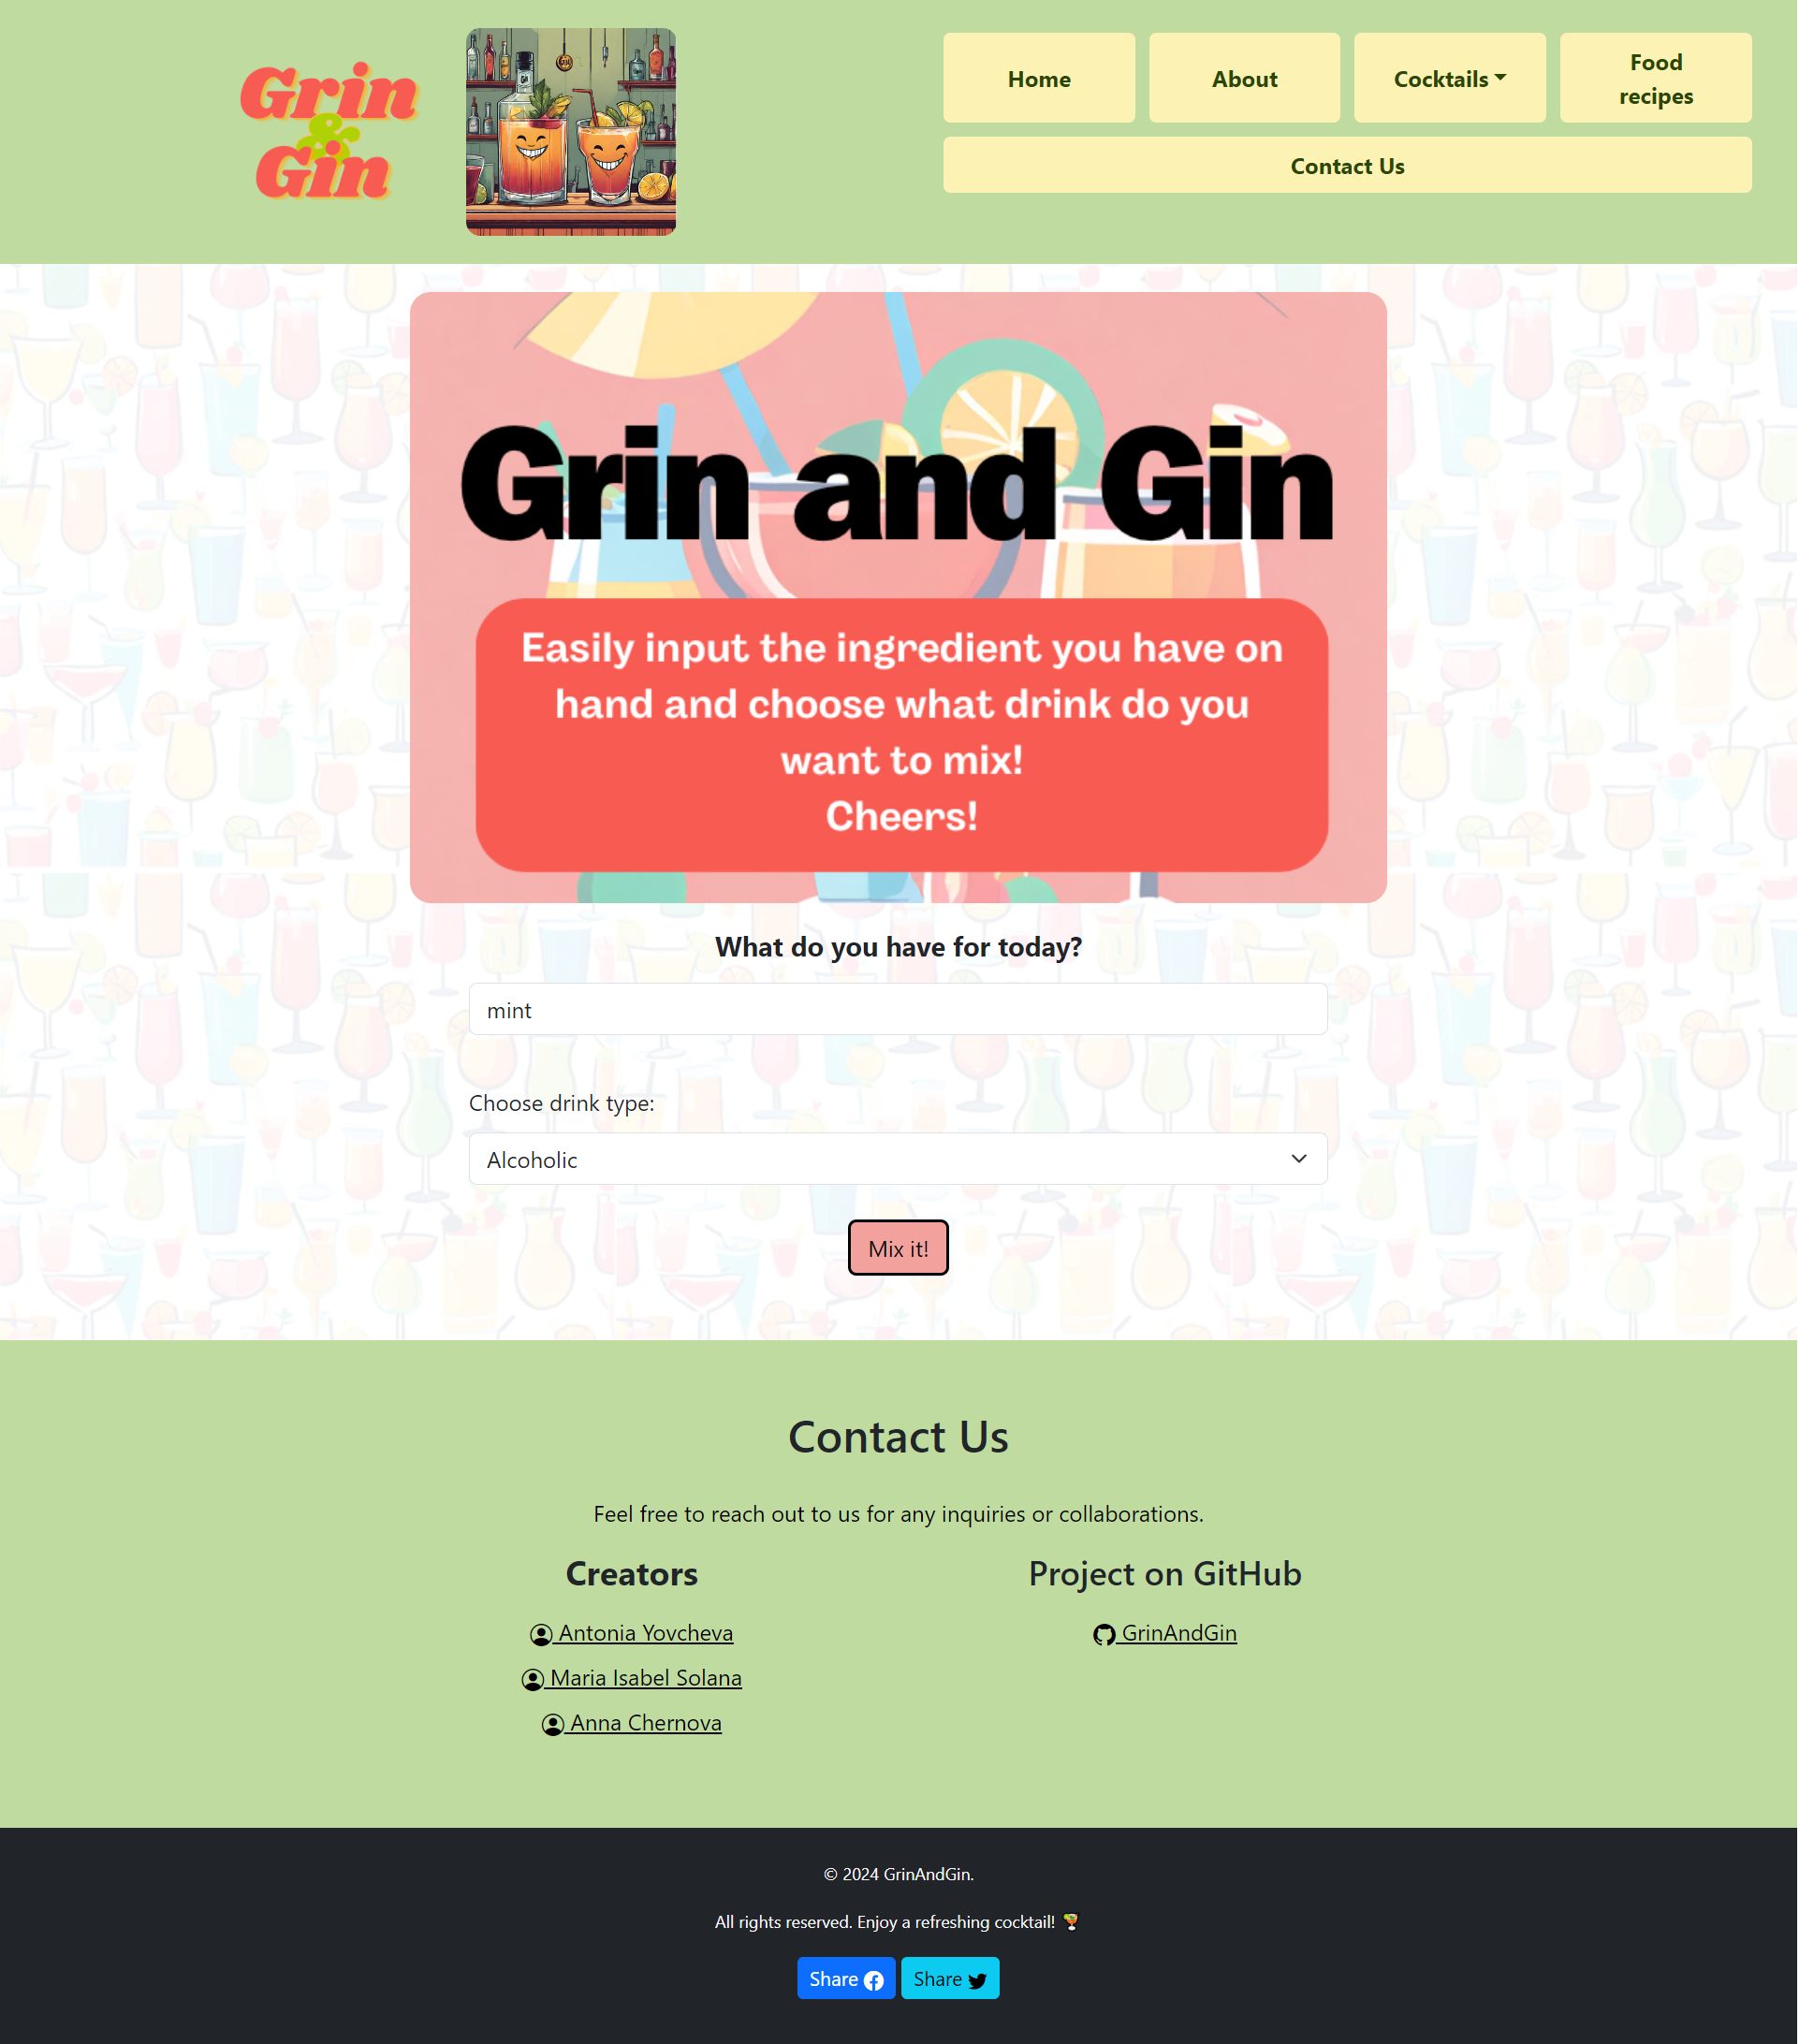 Grin
&
Gin
Home
About
Cocktails
Food
recipes
Contact Us
Grin and Gin
Easily input the ingredient you have on
hand and choose what drink do you
want to mix!
Cheers!
What do you have for today?
mint
Choose drink type:
Alcoholic
Mix it!
Contact Us
Feel free to reach out to us for any inquiries or collaborations.
Creators
Antonia Yovcheva
Maria Isabel Solana
Anna Chernova
Project on GitHub
GrinAndGin
© 2024 GrinAndGin.
All rights reserved. Enjoy a refreshing cocktail! 🍹
Share
Share